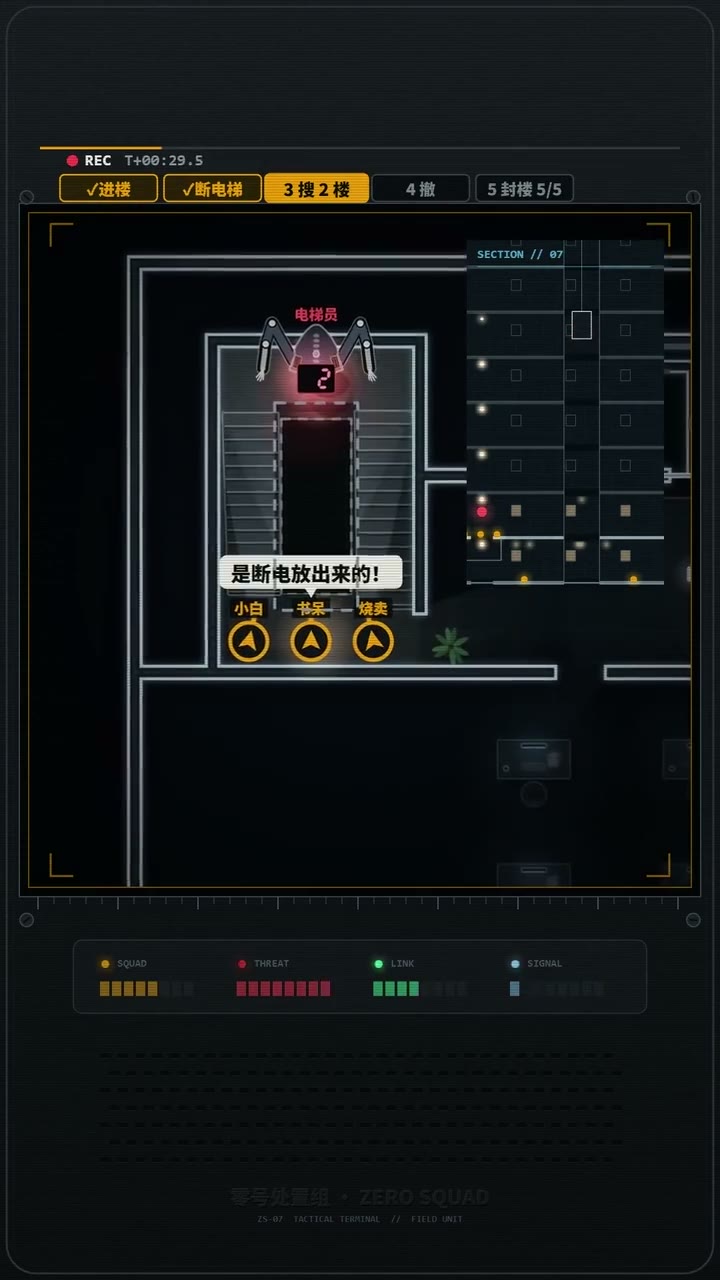 REC T+00:29.5
✓进楼 ✓断电梯 3 搜 2 楼 4 撤 5 封楼 5/5
SECTION // 07
电梯员
2
是断电放出来的!
小白 书呆 烧卖
SQUAD THREAT LINK SIGNAL
零号处置组 · ZERO SQUAD
ZS-07 TACTICAL TERMINAL // FIELD UNIT